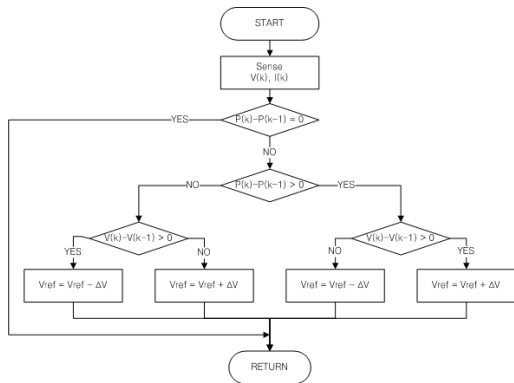 START
Sense
V(k), I(k)
P(k)-P(k-1) = 0
YES
NO
P(k)-P(k-1) > 0
NO
YES
V(k)-V(k-1) > 0
V(k)-V(k-1) > 0
YES
NO
NO
YES
Vref = Vref - ΔV
Vref = Vref + ΔV
Vref = Vref - ΔV
Vref = Vref + ΔV
RETURN